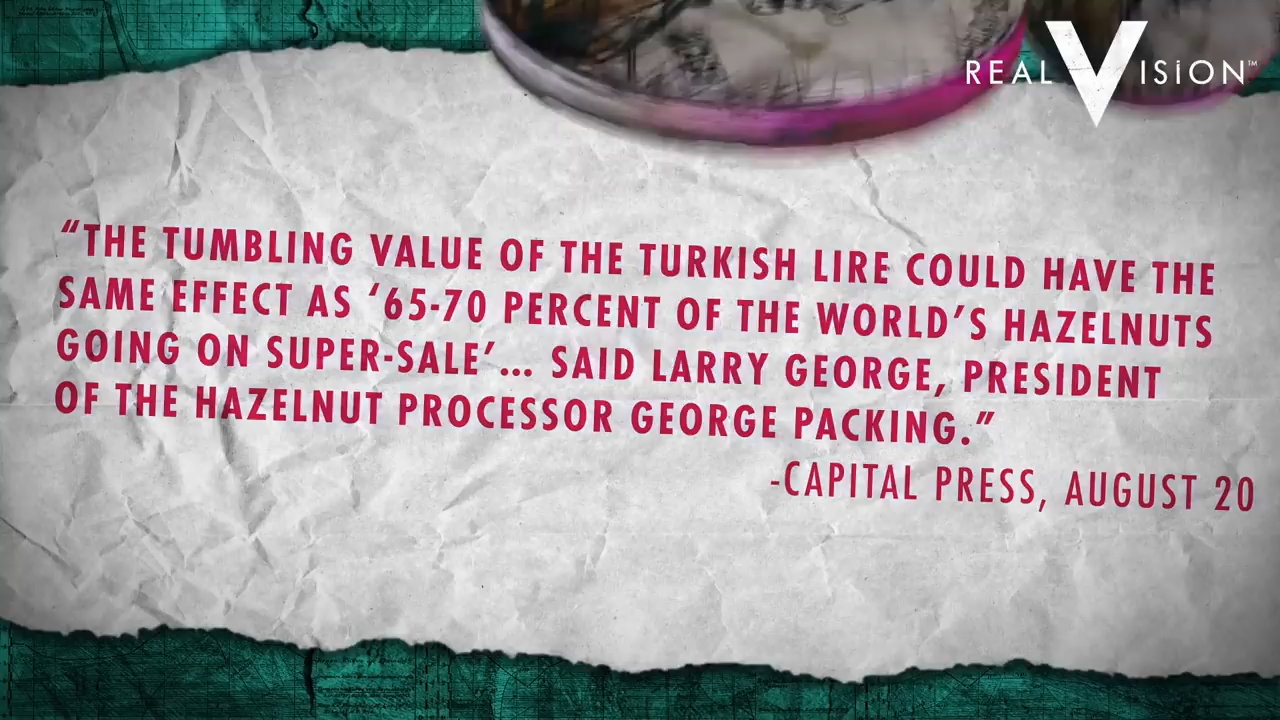 REAL VISION™
“THE TUMBLING VALUE OF THE TURKISH LIRE COULD HAVE THE
SAME EFFECT AS ‘65-70 PERCENT OF THE WORLD’S HAZELNUTS
GOING ON SUPER-SALE’... SAID LARRY GEORGE, PRESIDENT
OF THE HAZELNUT PROCESSOR GEORGE PACKING.”
-CAPITAL PRESS, AUGUST 20